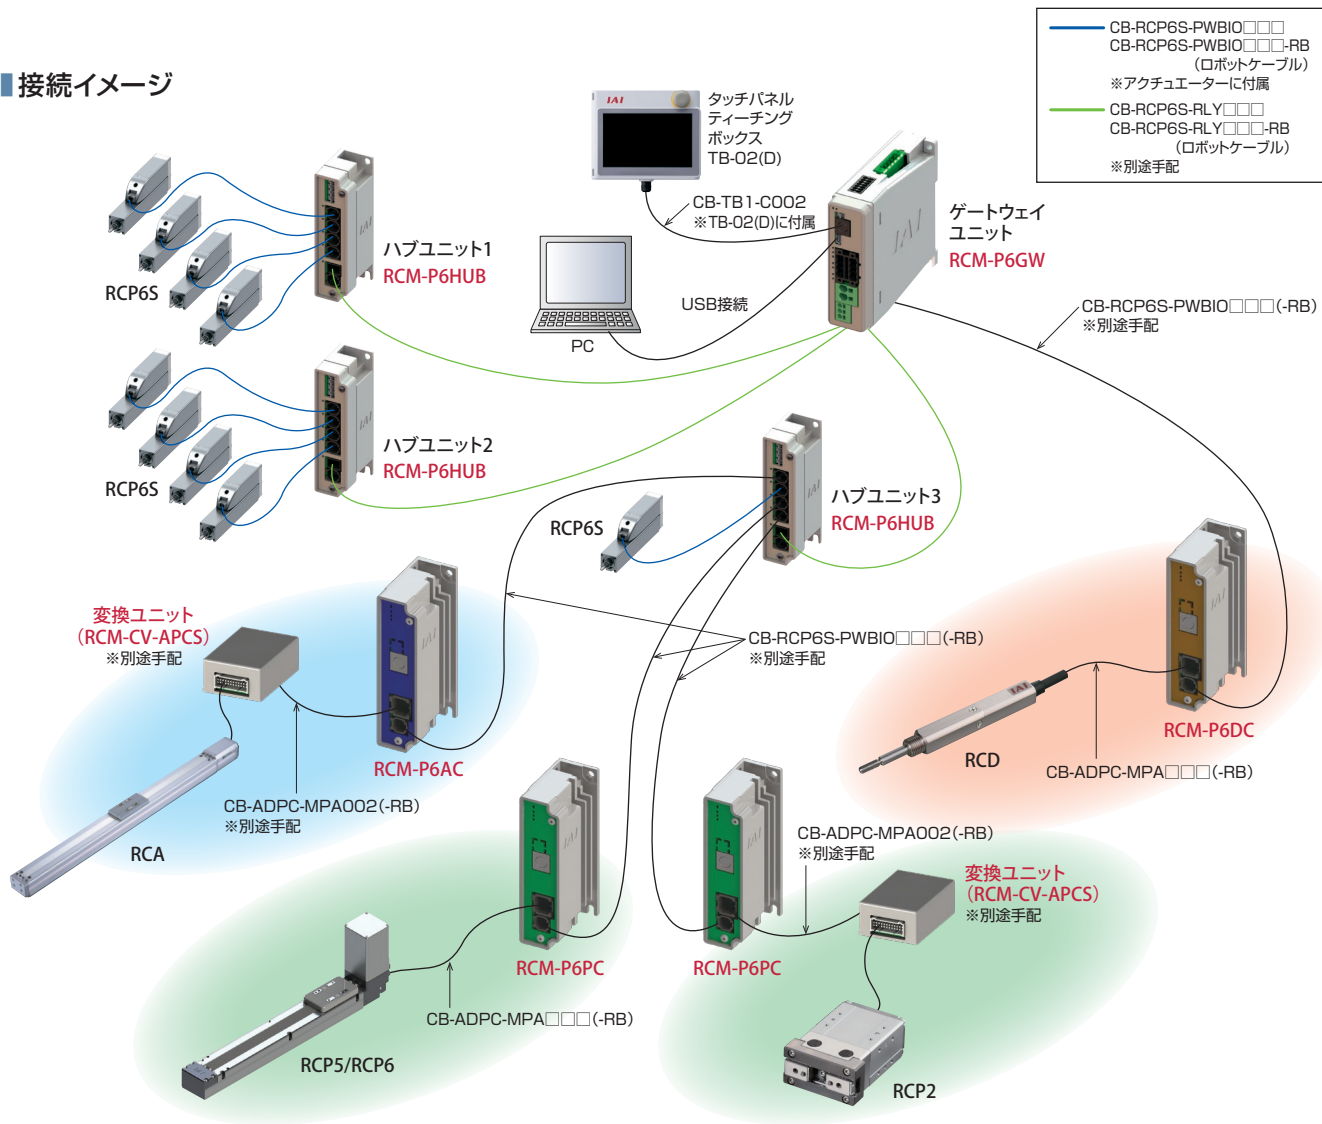 接続イメージ
CB-RCP6S-PWBIO□□□
CB-RCP6S-PWBIO□□□-RB
(ロボットケーブル)
※アクチュエーターに付属
CB-RCP6S-RLY□□□
CB-RCP6S-RLY□□□-RB
(ロボットケーブル)
※別途手配
IAI
タッチパネル
ティーチング
ボックス
TB-02(D)
CB-TB1-C002
※TB-02(D)に付属
ゲートウェイ
ユニット
RCM-P6GW
IAI
ハブユニット1
RCM-P6HUB
RCP6S
IAI
USB接続
PC
CB-RCP6S-PWBIO□□□(-RB)
※別途手配
ハブユニット2
RCM-P6HUB
RCP6S
IAI
ハブユニット3
RCM-P6HUB
RCP6S
IAI
変換ユニット
(RCM-CV-APCS)
※別途手配
IAI
CB-RCP6S-PWBIO□□□(-RB)
※別途手配
IAI
IAI
RCM-P6DC
RCD
CB-ADPC-MPA□□□(-RB)
RCM-P6AC
CB-ADPC-MPA002(-RB)
※別途手配
RCA
IAI
IAI
CB-ADPC-MPA002(-RB)
※別途手配
変換ユニット
(RCM-CV-APCS)
※別途手配
RCM-P6PC
RCM-P6PC
CB-ADPC-MPA□□□(-RB)
RCP5/RCP6
RCP2